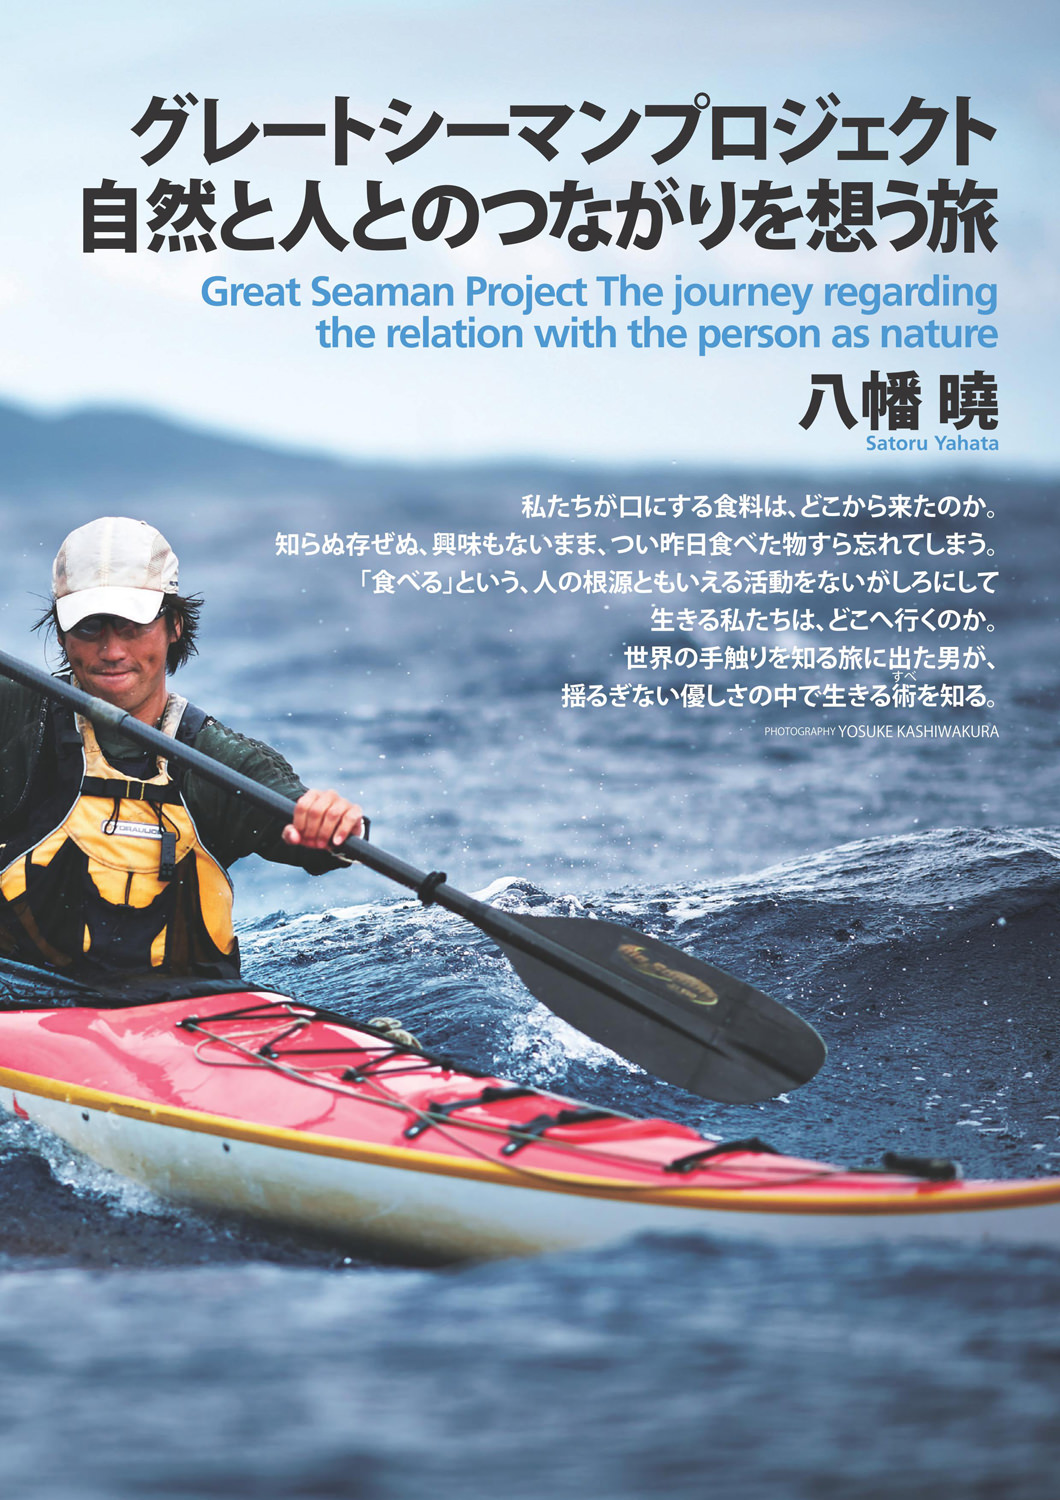 グレートシーマンプロジェクト
自然と人とのつながりを想う旅
Great Seaman Project The journey regarding
the relation with the person as nature
八幡 暁
Satoru Yahata
私たちが口にする食料は、どこから来たのか。
知らぬ存ぜぬ、興味もないまま、つい昨日食べた物すら忘れてしまう。
「食べる」という、人の根源ともいえる活動をないがしろにして
生きる私たちは、どこへ行くのか。
世界の手触りを知る旅に出た男が、
すべ
揺るぎない優しさの中で生きる術を知る。
PHOTOGRAPHY YOSUKE KASHIWAKURA